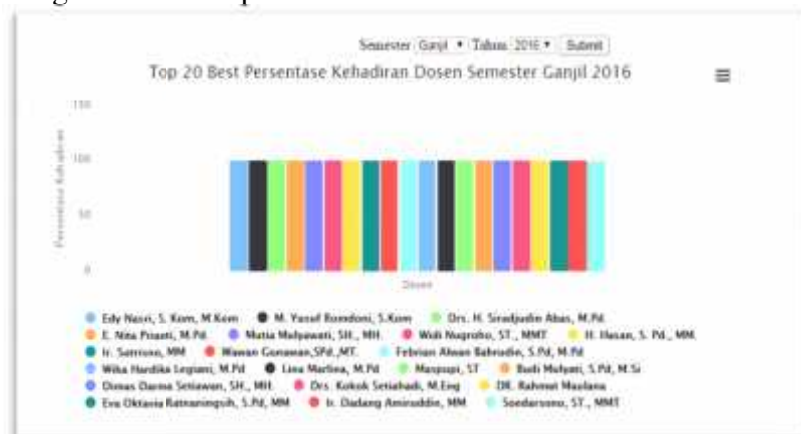 Semester Ganjil Tahun 2016 Submit
Top 20 Best Persentase Kehadiran Dosen Semester Ganjil 2016
150
Persentase Kehadiran
100
50
0
Dosen
Edy Nasri, S. Kom, M.Kom M. Yusuf Romdoni, S.Kom Drs. H. Siradjudin Abas, M.Pd
E. Nita Prianti, M.Pd Mutia Mulyawati, SH., MH. Widi Nugroho, ST., MMT. H. Hasan, S. Pd., MM.
Ir. Sutrisno, MM Wawan Gunawan,SPd.,MT. Febrian Alwan Bahrudin, S.Pd, M.Pd
Wika Hardika Legiani, M.Pd Lina Marlina, M.Pd Maspupi, ST Budi Mulyati, S.Pd, M.Si
Dimas Darma Setiawan, SH., MH. Drs. Kokok Setiahadi, M.Eng DR. Rahmat Maulana
Eva Oktavia Ratnaningsih, S.Pd, MM Ir. Dadang Amiruddin, MM Soedarsono, ST., MMT